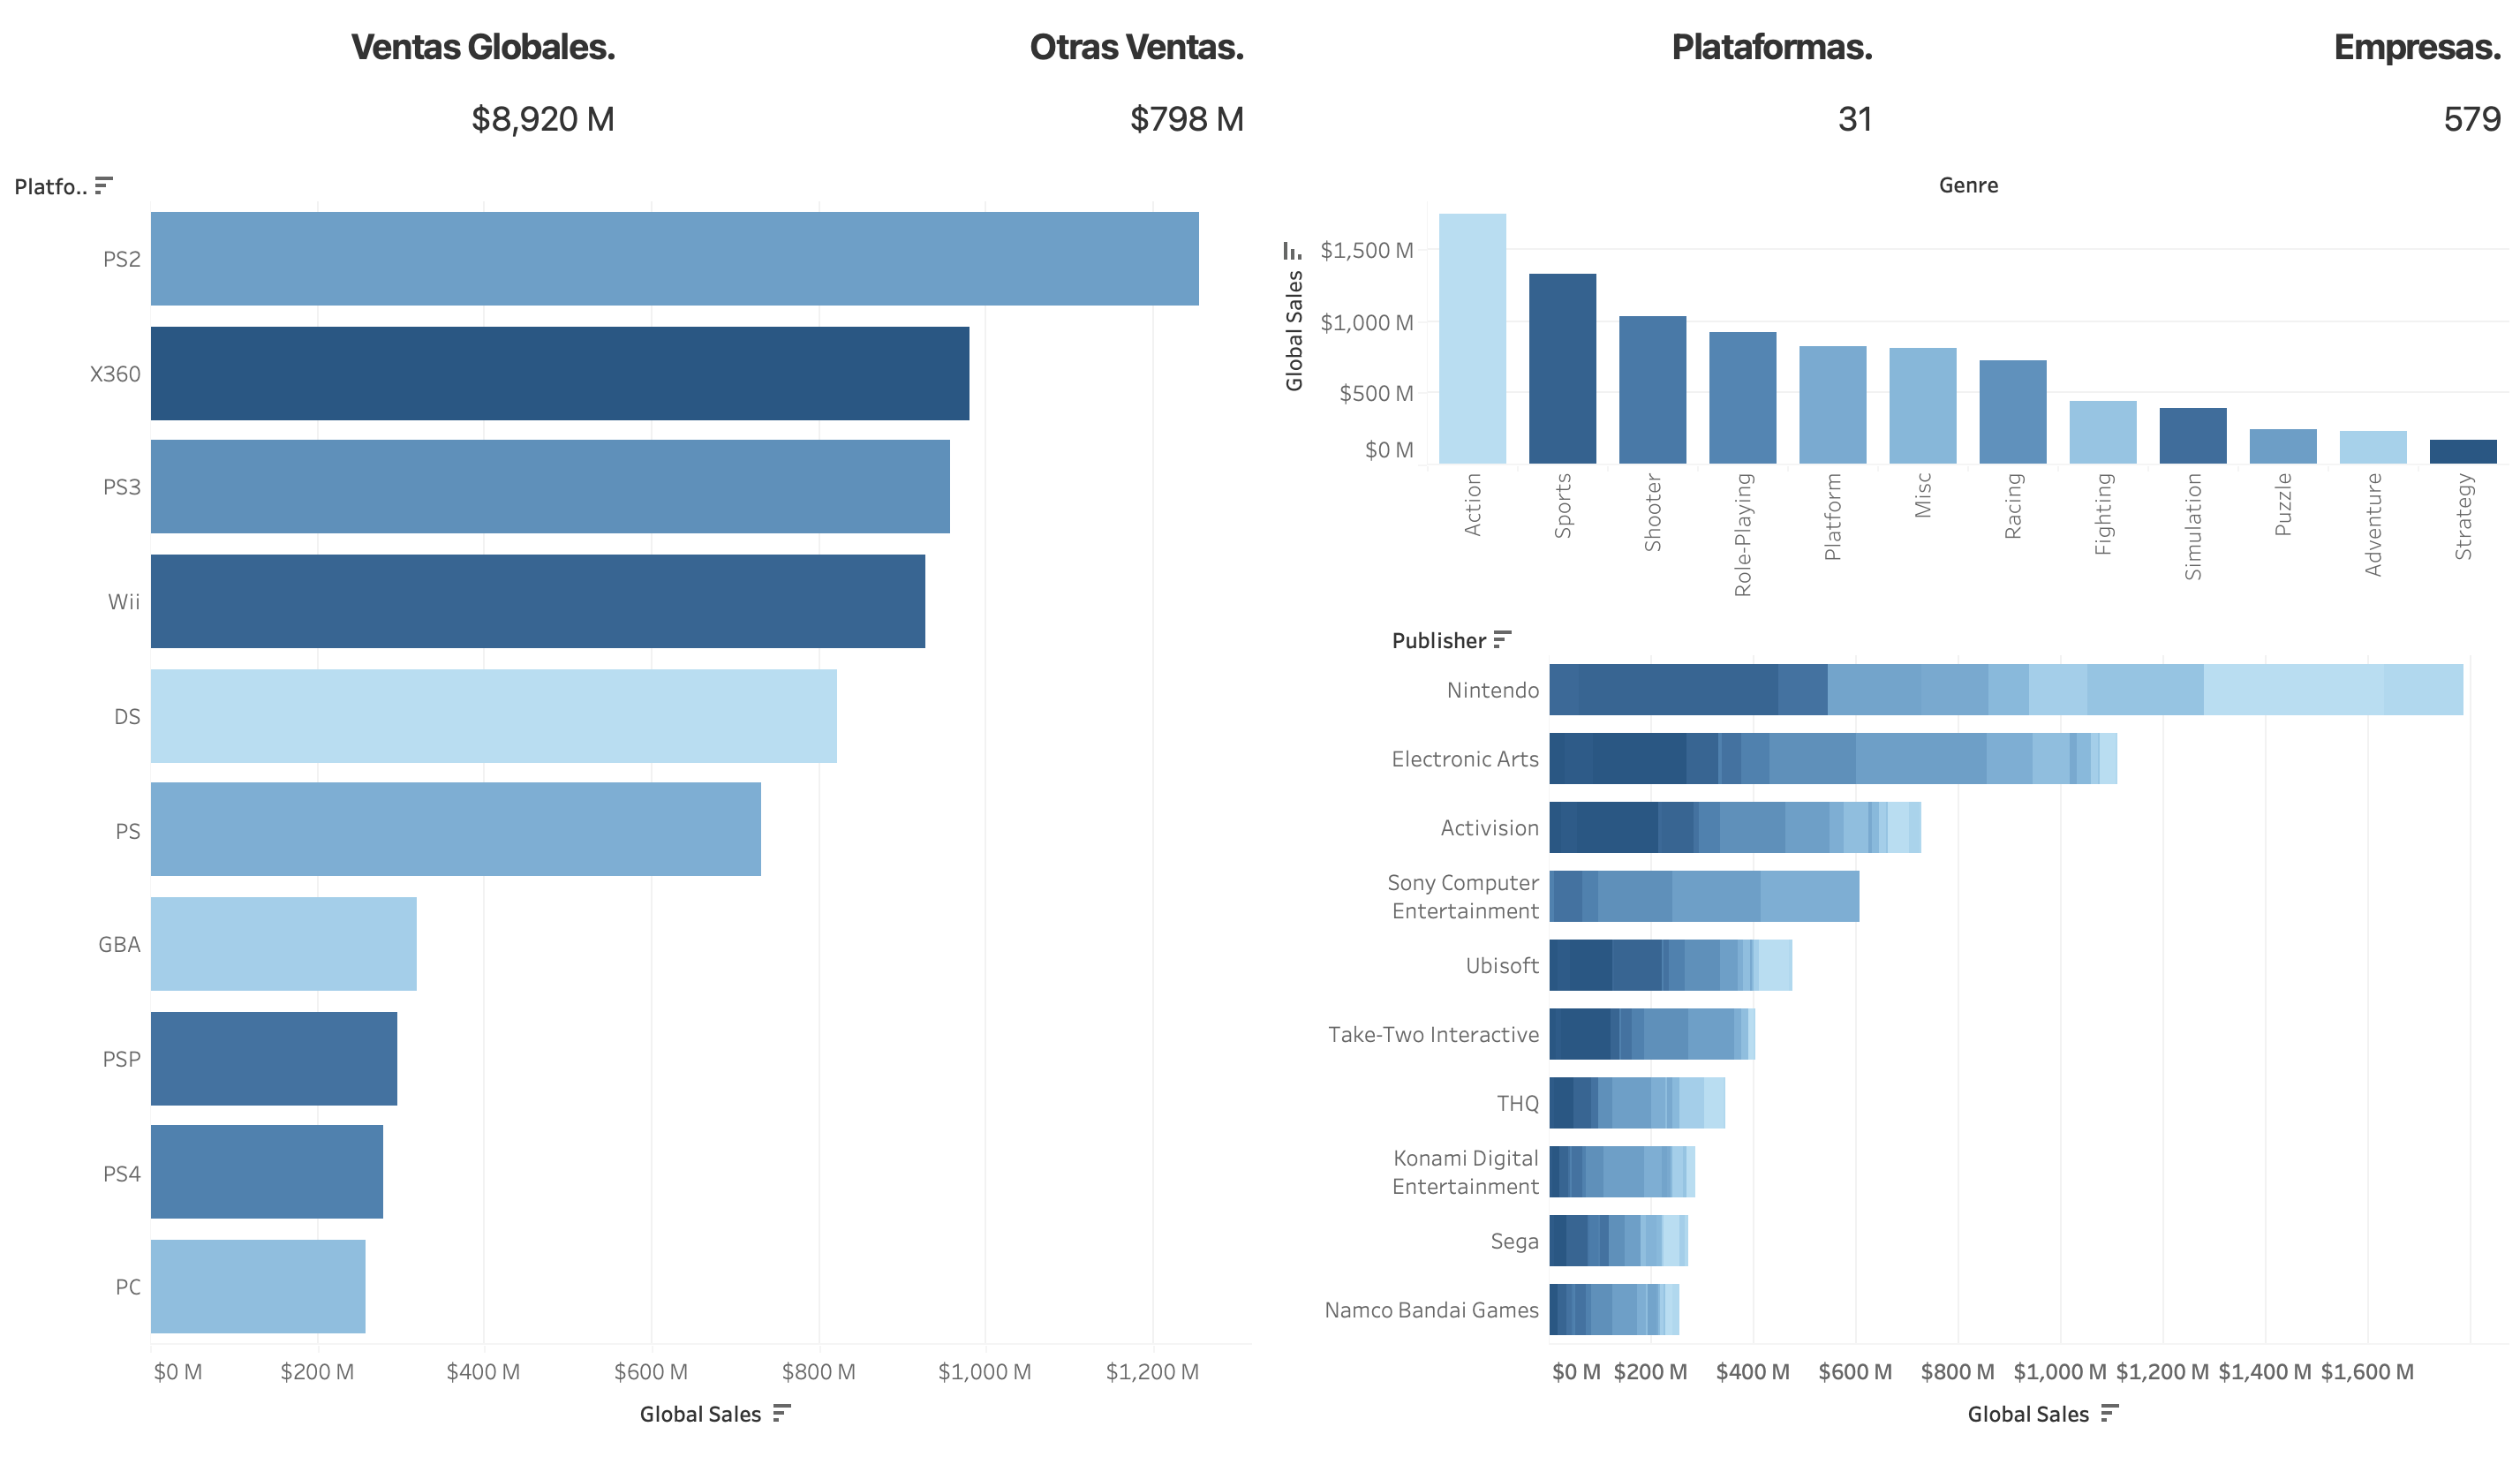 Ventas Globales.
Otras Ventas.
Plataformas.
Empresas.
$8,920 M
$798 M
31
579
Platfo..
PS2
X360
PS3
Wii
DS
PS
GBA
PSP
PS4
PC
$0 M
$200 M
$400 M
$600 M
$800 M
$1,000 M
$1,200 M
Global Sales
Genre
Global Sales
$1,500 M
$1,000 M
$500 M
$0 M
Action
Sports
Shooter
Role-Playing
Platform
Misc
Racing
Fighting
Simulation
Puzzle
Adventure
Strategy
Publisher
Nintendo
Electronic Arts
Activision
Sony Computer
Entertainment
Ubisoft
Take-Two Interactive
THQ
Konami Digital
Entertainment
Sega
Namco Bandai Games
$0 M
$200 M
$400 M
$600 M
$800 M
$1,000 M
$1,200 M
$1,400 M
$1,600 M
Global Sales